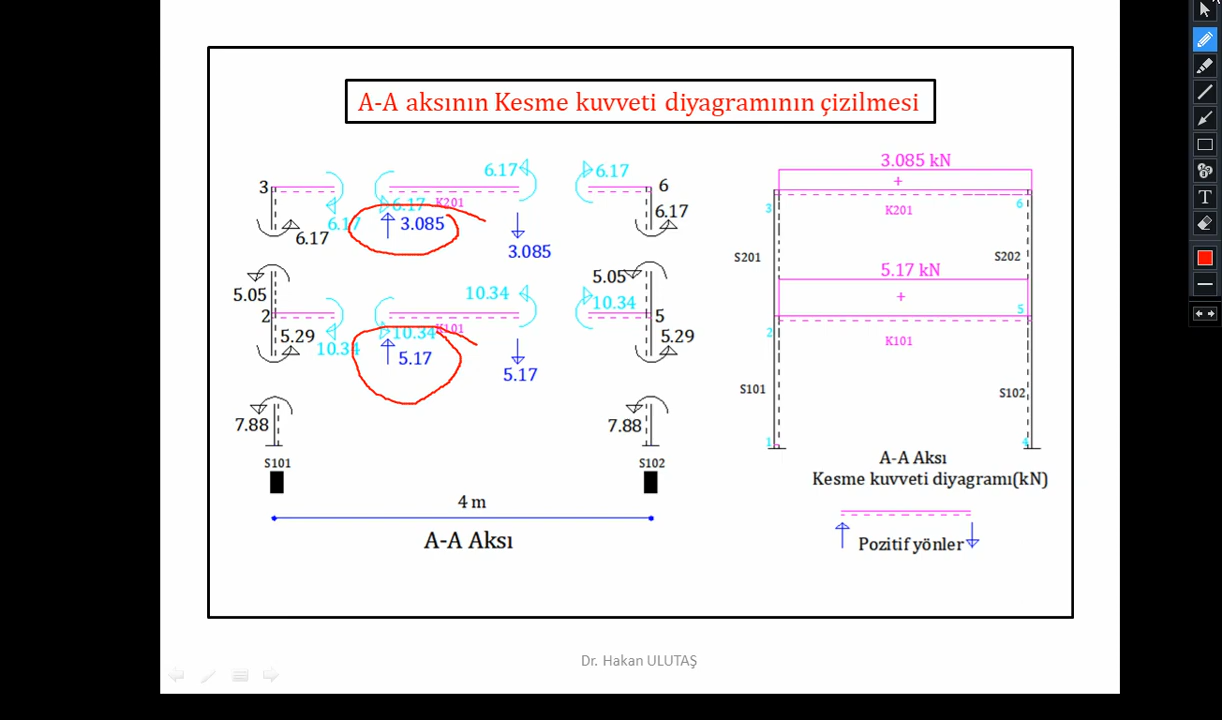 A-A aksının Kesme kuvveti diyagramının çizilmesi
3
6.17
6.17
6
6.17
K201
6.17
6.17
6.17
3.085
3.085
5.05
10.34
5.05
10.34
2
5
5.29
10.34
10.34
K101
5.29
5.17
5.17
7.88
7.88
S101
S102
4 m
A-A Aksı
3.085 kN
+
3
K201
6
S201
S202
5.17 kN
+
2
5
K101
S101
S102
1
4
A-A Aksı
Kesme kuvveti diyagramı(kN)
Pozitif yönler
Dr. Hakan ULUTAŞ
T